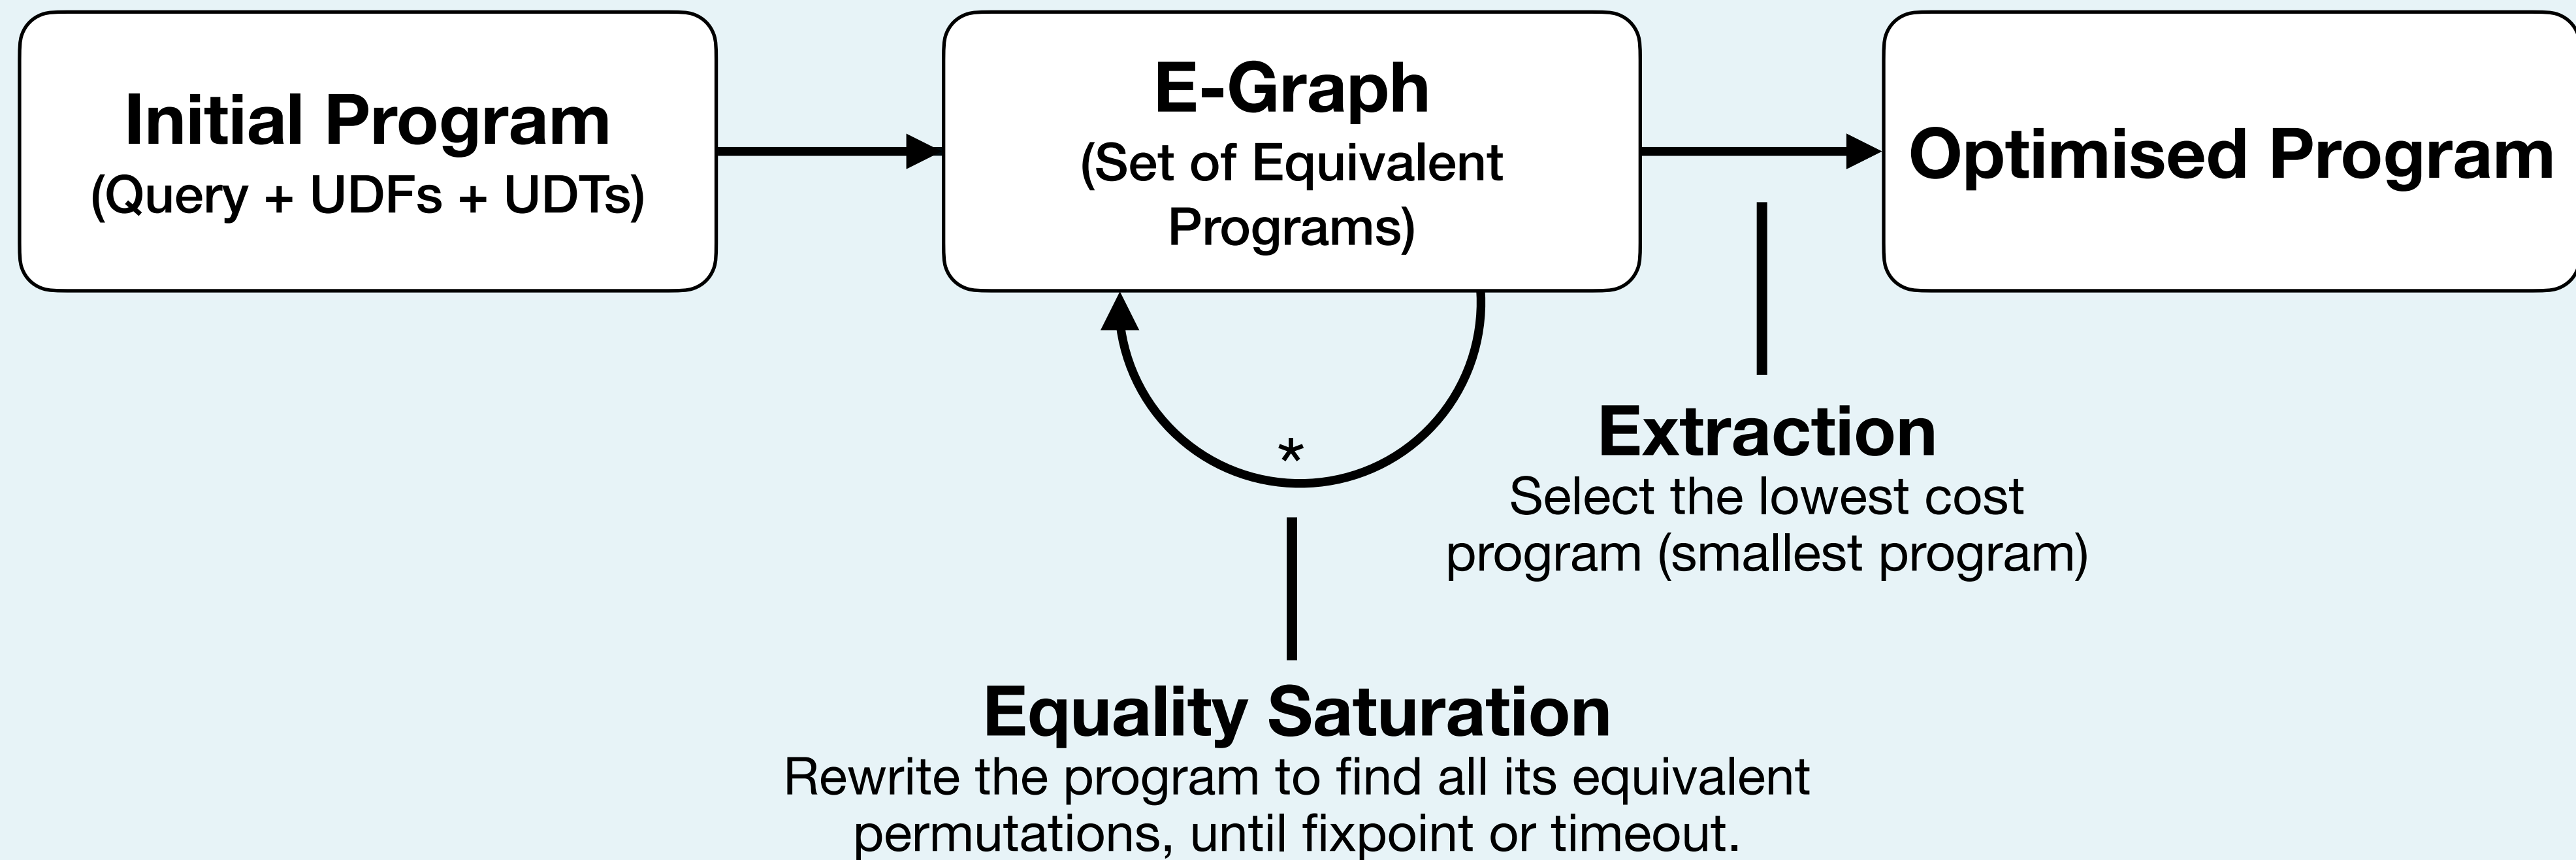 Initial Program
(Query + UDFs + UDTs)
E-Graph
(Set of Equivalent
Programs)
Optimised Program
*
Extraction
Select the lowest cost
program (smallest program)
Equality Saturation
Rewrite the program to find all its equivalent
permutations, until fixpoint or timeout.